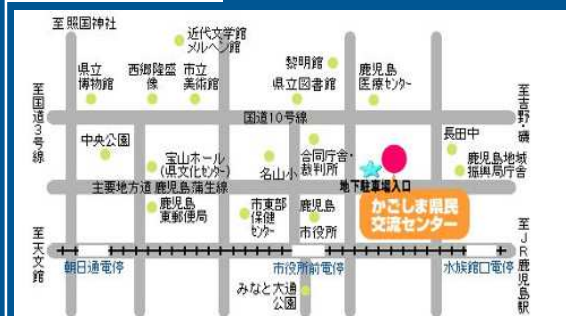 至照国神社
近代文学館
メルヘン館
県立
博物館
西郷隆盛
像
市立
美術館
黎明館
県立図書館
鹿児島
医療センター
至国道3号線
国道10号線
至吉野・磯
中央公園
宝山ホール
(県文化センター)
名山小
合同庁舎・
裁判所
長田中
鹿児島地域
振興局庁舎
主要地方道 鹿児島蒲生線
地下駐車場入口
かごしま県民
交流センター
鹿児島
東郵便局
市東部
保健
センター
鹿児島
市役所
至天文館
至JR鹿児島駅
朝日通電停
市役所前電停
水族館口電停
みなと大通
公園